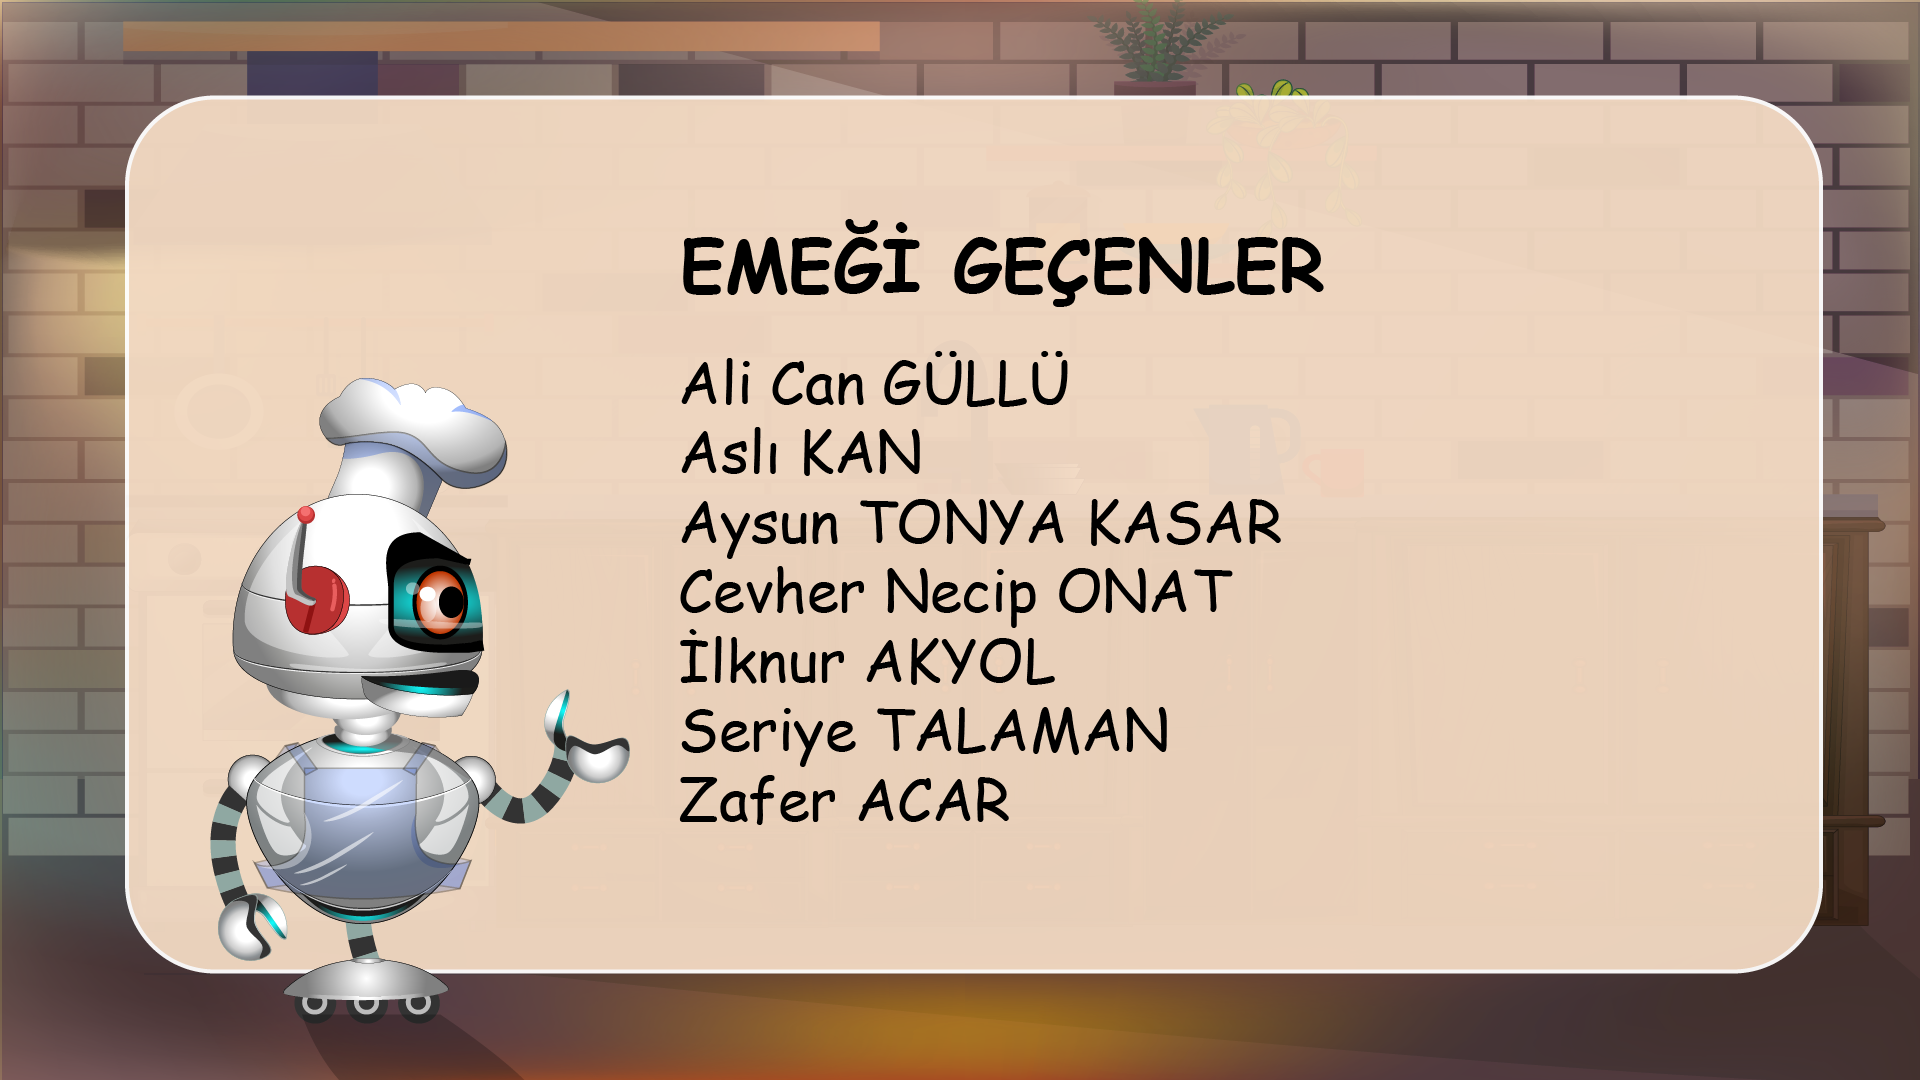 EMEĞİ GEÇENLER
Ali Can GÜLLÜ
Aslı KAN
Aysun TONYA KASAR
Cevher Necip ONAT
İlknur AKYOL
Seriye TALAMAN
Zafer ACAR